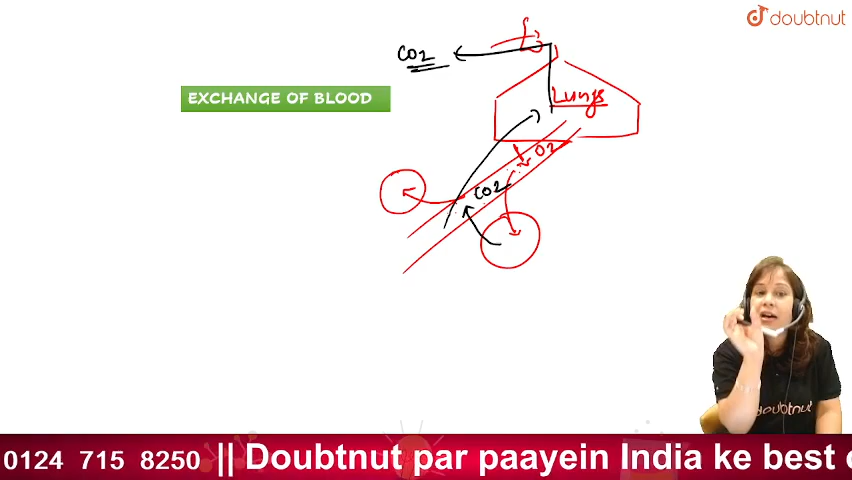 doubtnut
CO2
EXCHANGE OF BLOOD
Lungs
O2
CO2
doubtnut
0124 715 8250 || Doubtnut par paayein India ke best